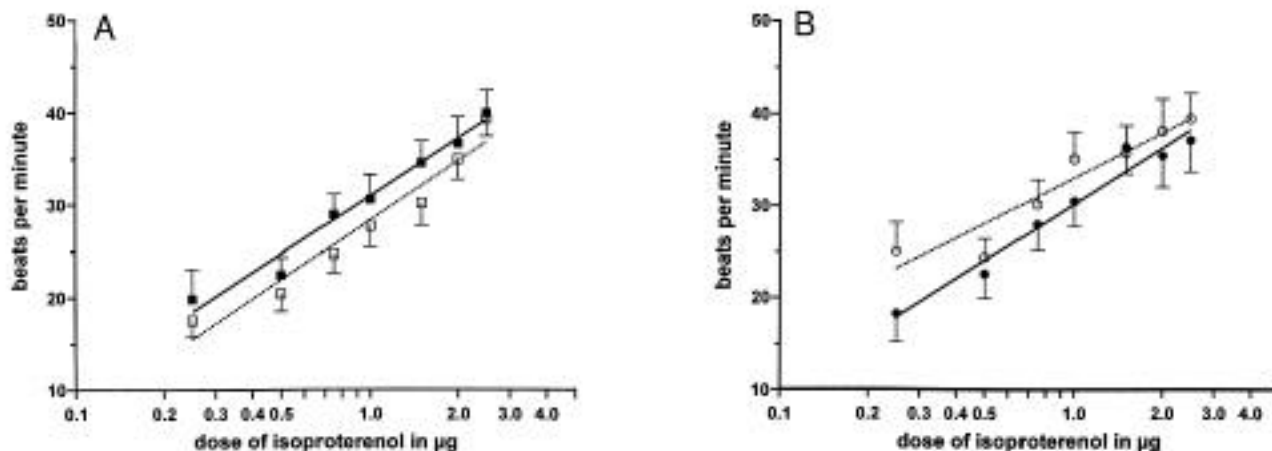 A
50
40
30
20
10
beats per minute
0.1 0.2 0.3 0.4 0.5 1.0 2.0 3.0 4.0
dose of isoproterenol in µg
B
50
40
30
20
10
beats per minute
0.1 0.2 0.3 0.5 1.0 2.0 3.0 4.0
dose of isoproterenol in µg